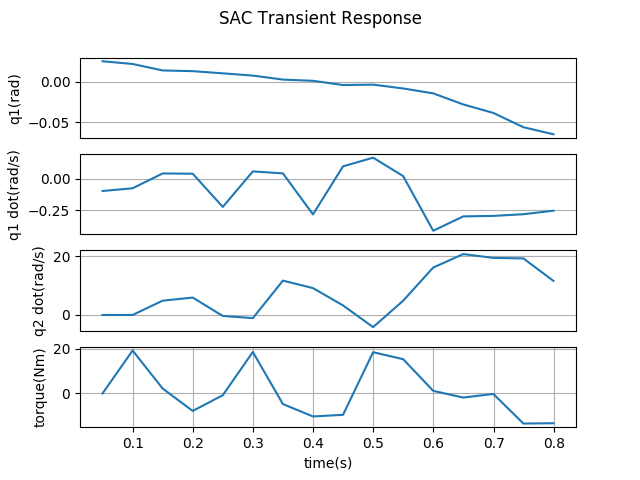 SAC Transient Response
0.00
−0.05
q1(rad)
0.00
−0.25
q1 dot(rad/s)
20
0
q2 dot(rad/s)
20
0
torque(Nm)
0.1 0.2 0.3 0.4 0.5 0.6 0.7 0.8
time(s)